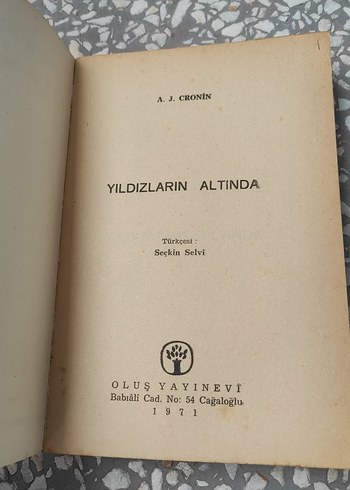 A. J. CRONİN
YILDIZLARIN ALTINDA
Türkçesi :
Seçkin Selvi
OLUŞ YAYINEVİ
Babıâli Cad. No: 54 Cağaloğlu
1971